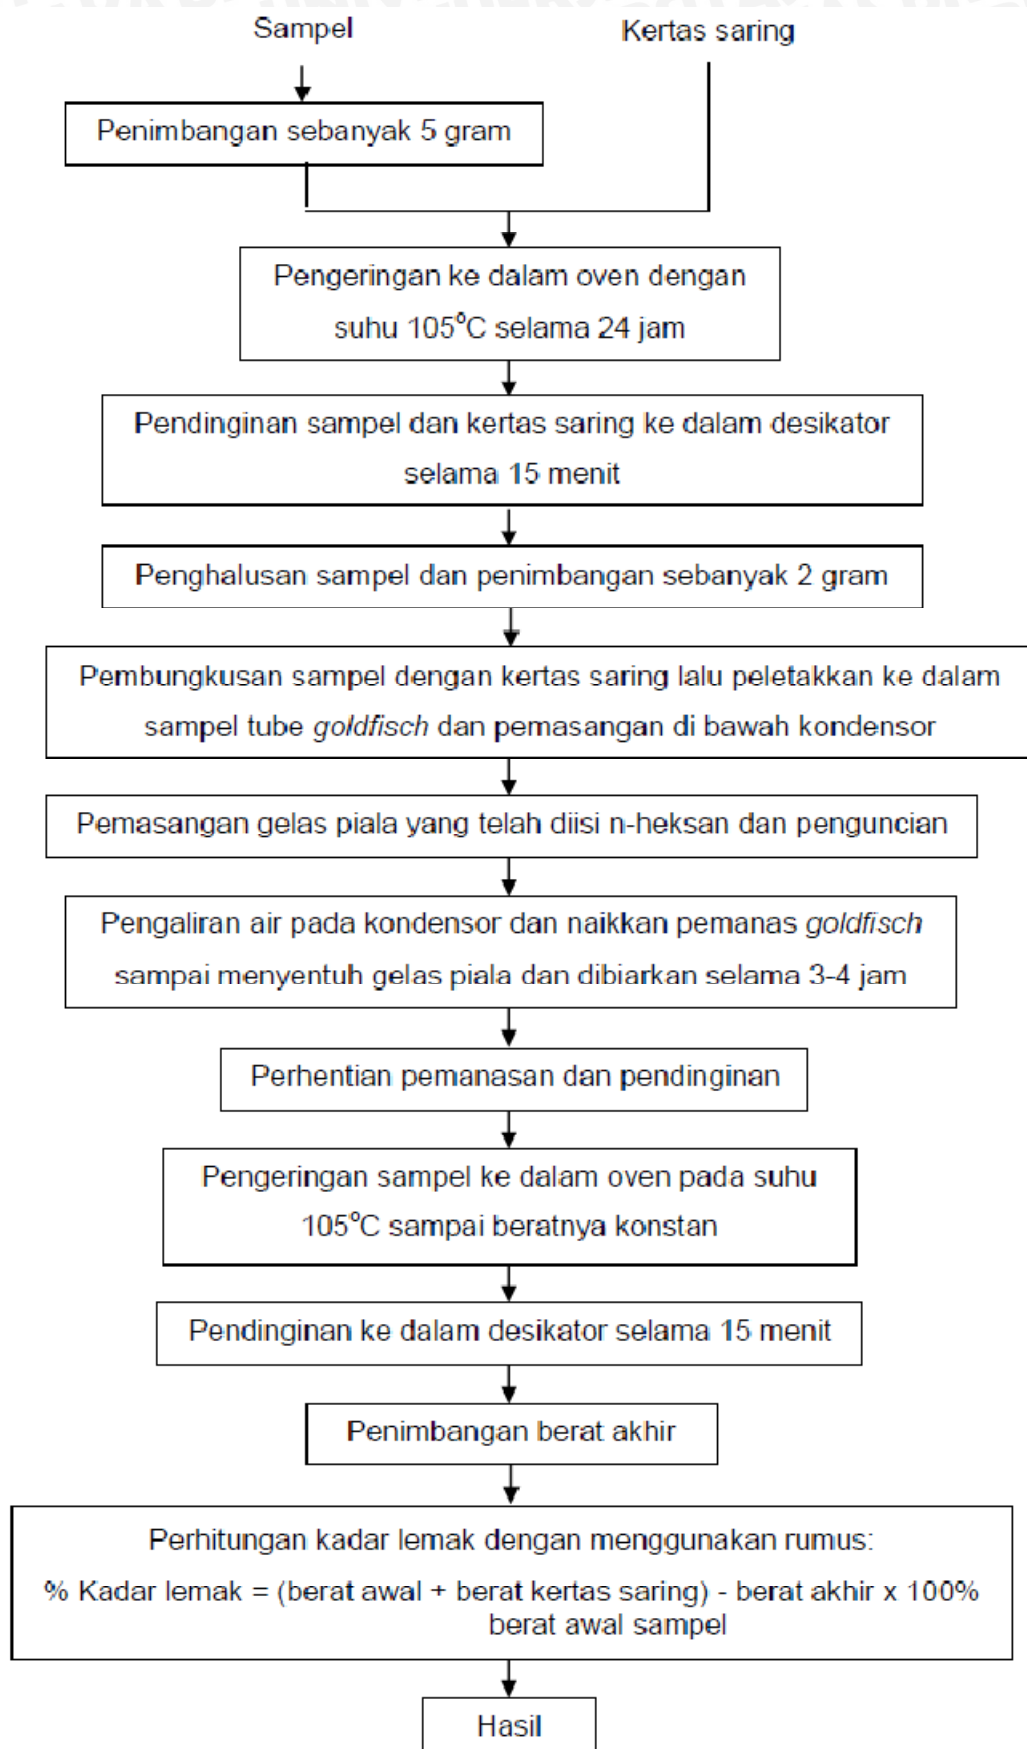 Sampel
Kertas saring
Penimbangan sebanyak 5 gram
Pengeringan ke dalam oven dengan
suhu 105°C selama 24 jam
Pendinginan sampel dan kertas saring ke dalam desikator
selama 15 menit
Penghalusan sampel dan penimbangan sebanyak 2 gram
Pembungkusan sampel dengan kertas saring lalu peletakkan ke dalam
sampel tube goldfisch dan pemasangan di bawah kondensor
Pemasangan gelas piala yang telah diisi n-heksan dan penguncian
Pengaliran air pada kondensor dan naikkan pemanas goldfisch
sampai menyentuh gelas piala dan dibiarkan selama 3-4 jam
Perhentian pemanasan dan pendinginan
Pengeringan sampel ke dalam oven pada suhu
105°C sampai beratnya konstan
Pendinginan ke dalam desikator selama 15 menit
Penimbangan berat akhir
Perhitungan kadar lemak dengan menggunakan rumus:
% Kadar lemak = (berat awal + berat kertas saring) - berat akhir x 100%
berat awal sampel
Hasil